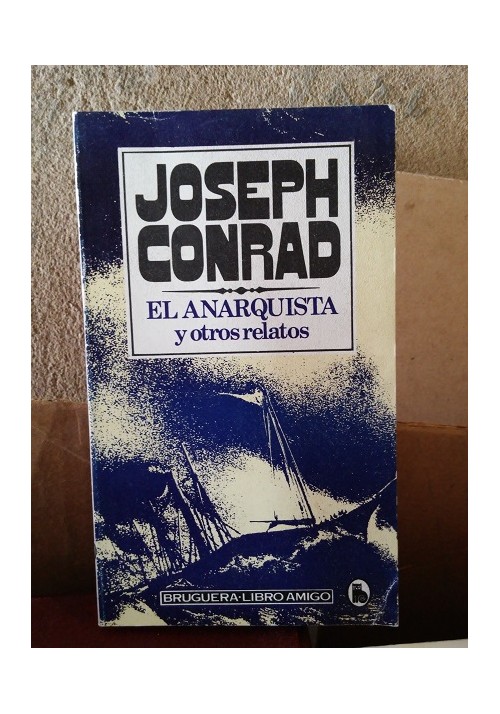 JOSEPH
CONRAD
EL ANARQUISTA
y otros relatos
BRUGUERA·LIBRO AMIGO